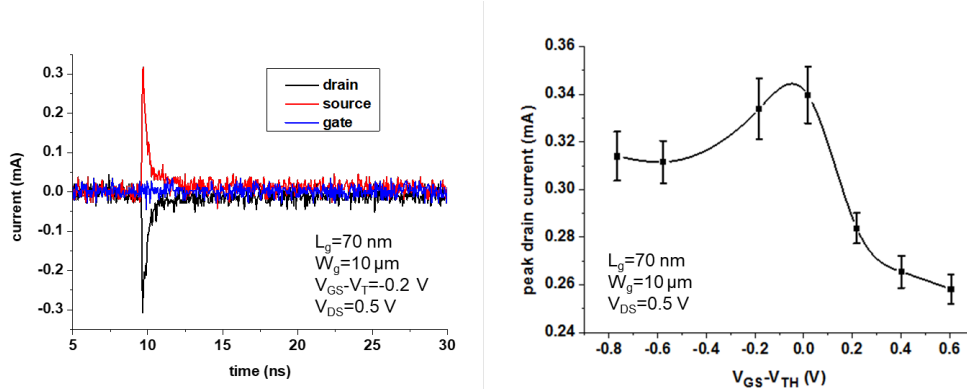 current (mA)
0.3
0.2
0.1
0.0
-0.1
-0.2
-0.3
drain
source
gate
L_g=70 nm
W_g=10 µm
V_GS-V_T=-0.2 V
V_DS=0.5 V
5 10 15 20 25 30
time (ns)
peak drain current (mA)
0.36
0.34
0.32
0.30
0.28
0.26
0.24
L_g=70 nm
W_g=10 µm
V_DS=0.5 V
-0.8 -0.6 -0.4 -0.2 0.0 0.2 0.4 0.6
V_GS-V_TH (V)